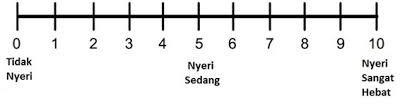 0 1 2 3 4 5 6 7 8 9 10
Tidak
Nyeri
Nyeri
Sedang
Nyeri
Sangat
Hebat